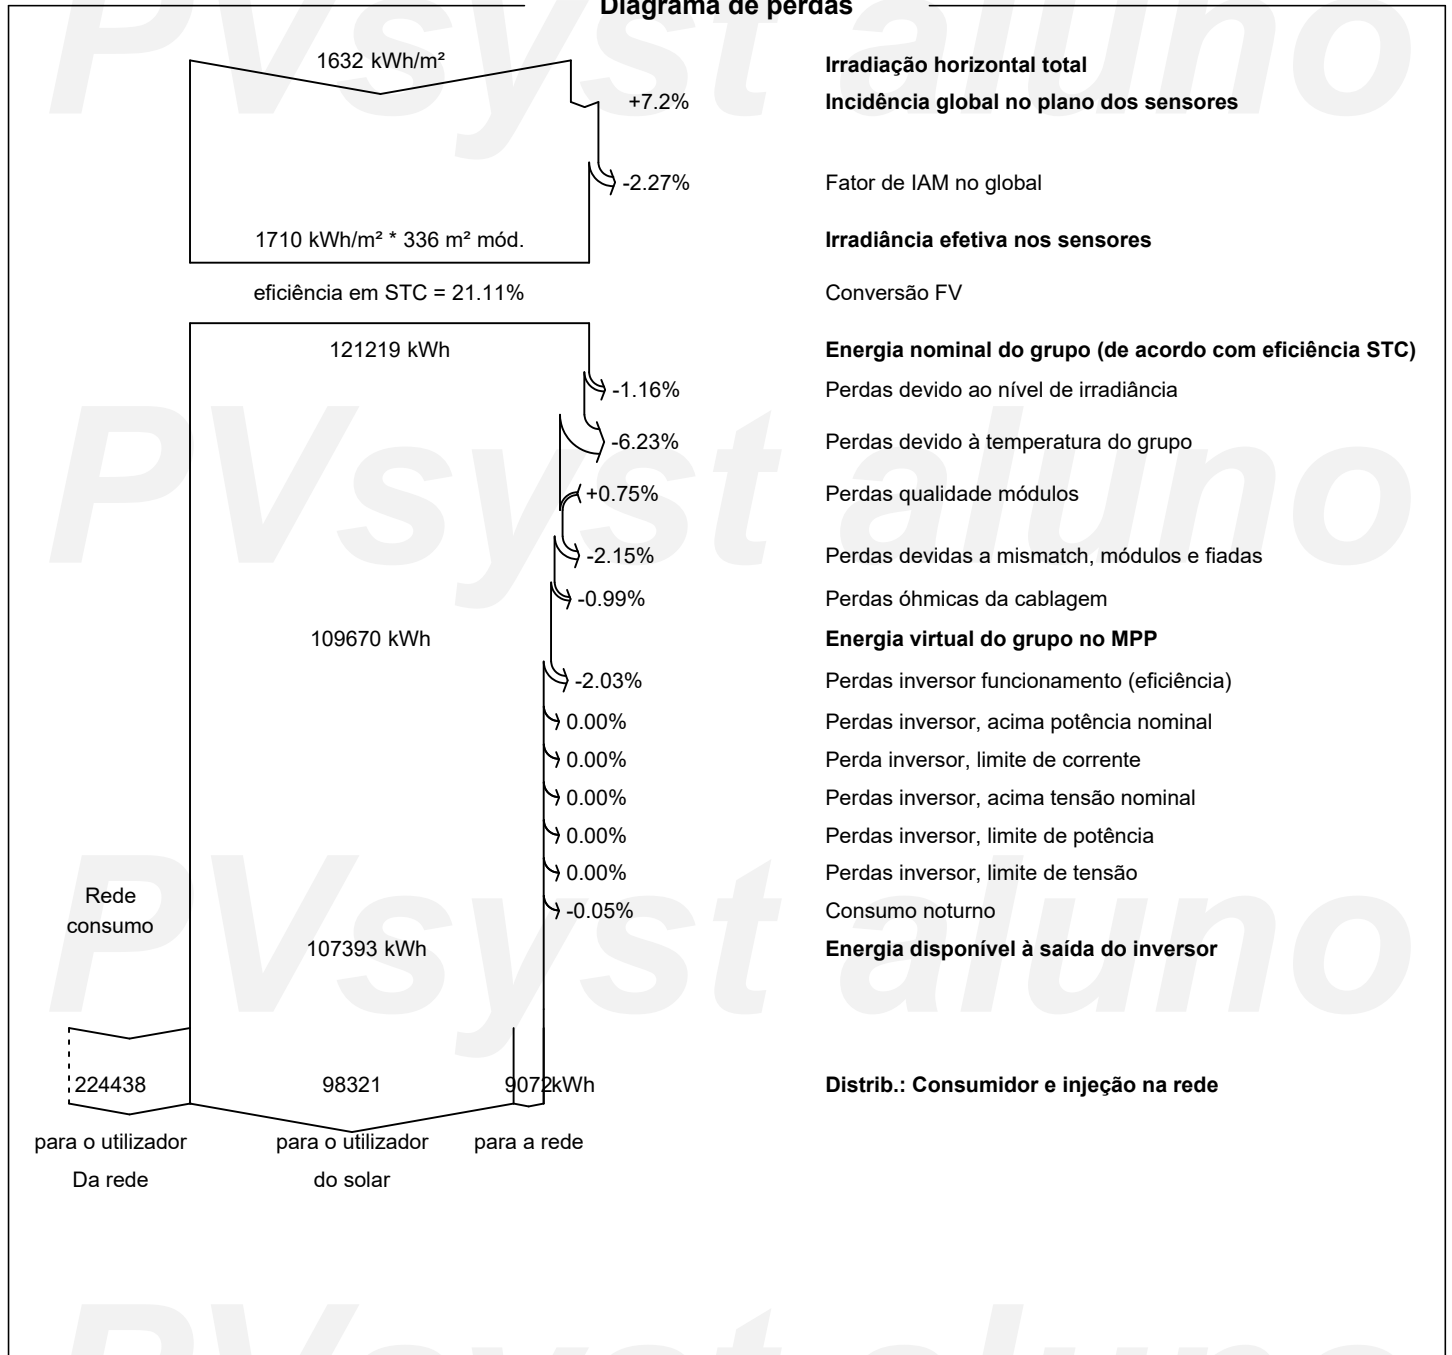 Diagrama de perdas
1632 kWh/m² Irradiação horizontal total
+7.2% Incidência global no plano dos sensores
-2.27% Fator de IAM no global
1710 kWh/m² * 336 m² mód. Irradiância efetiva nos sensores
eficiência em STC = 21.11% Conversão FV
121219 kWh Energia nominal do grupo (de acordo com eficiência STC)
-1.16% Perdas devido ao nível de irradiância
-6.23% Perdas devido à temperatura do grupo
+0.75% Perdas qualidade módulos
-2.15% Perdas devidas a mismatch, módulos e fiadas
-0.99% Perdas óhmicas da cablagem
109670 kWh Energia virtual do grupo no MPP
-2.03% Perdas inversor funcionamento (eficiência)
0.00% Perdas inversor, acima potência nominal
0.00% Perda inversor, limite de corrente
0.00% Perdas inversor, acima tensão nominal
0.00% Perdas inversor, limite de potência
0.00% Perdas inversor, limite de tensão
Rede
consumo
-0.05% Consumo noturno
107393 kWh Energia disponível à saída do inversor
224438 98321 9072kWh Distrib.: Consumidor e injeção na rede
para o utilizador para o utilizador para a rede
Da rede do solar
PVsyst aluno
PVsyst aluno
PVsyst aluno
PVsyst aluno